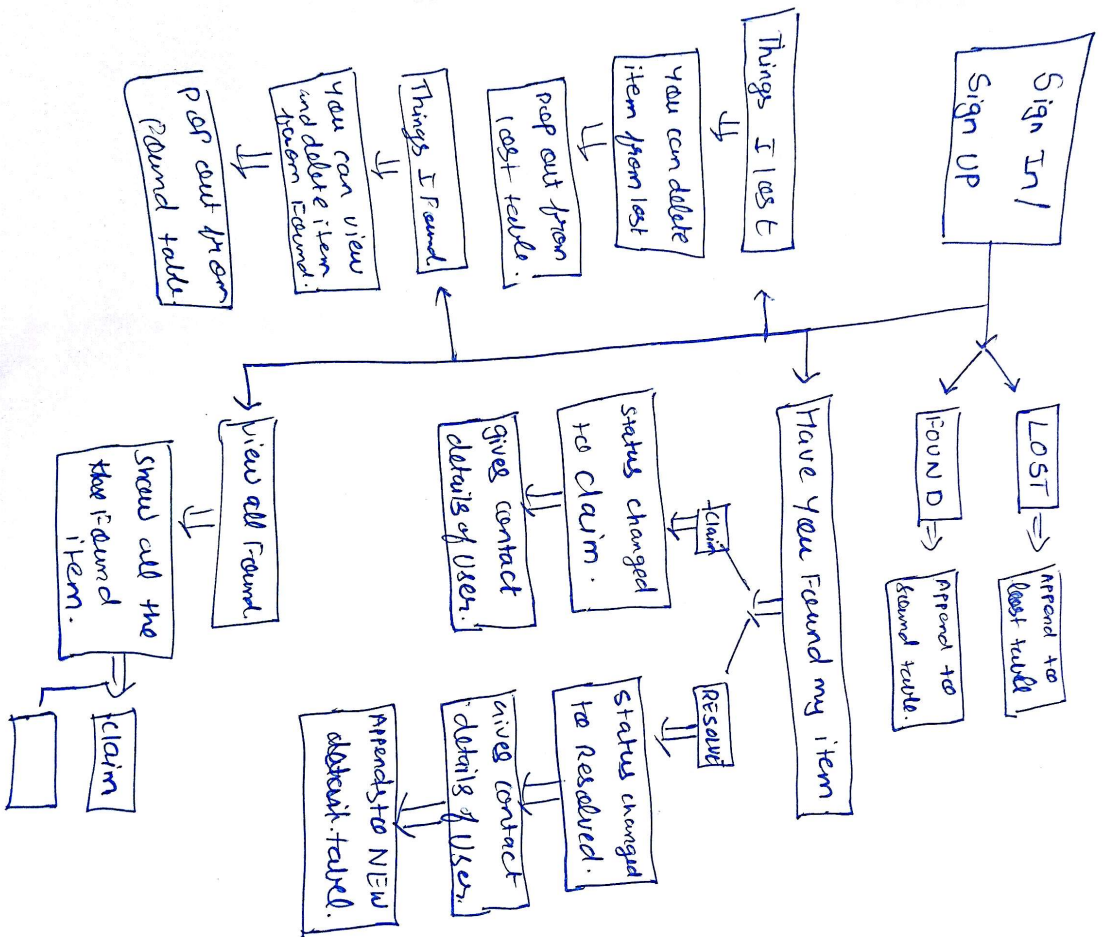 Sign In/
Sign UP
LOST
Append to
lost table
FOUND
Append to
found table.
Things I lost
you can delete
item from lost
pop out from
lost table.
Things I Found
you can view
and delete item
from Found.
pop out from
Found table.
Have you Found my item
claim
status changed
to claim.
gives contact
details of User.
RESOLVE
status changed
to Resolved.
Gives contact
details of User.
Appends to NEW
tabel.
view all Found
show all the
Found
item.
claim